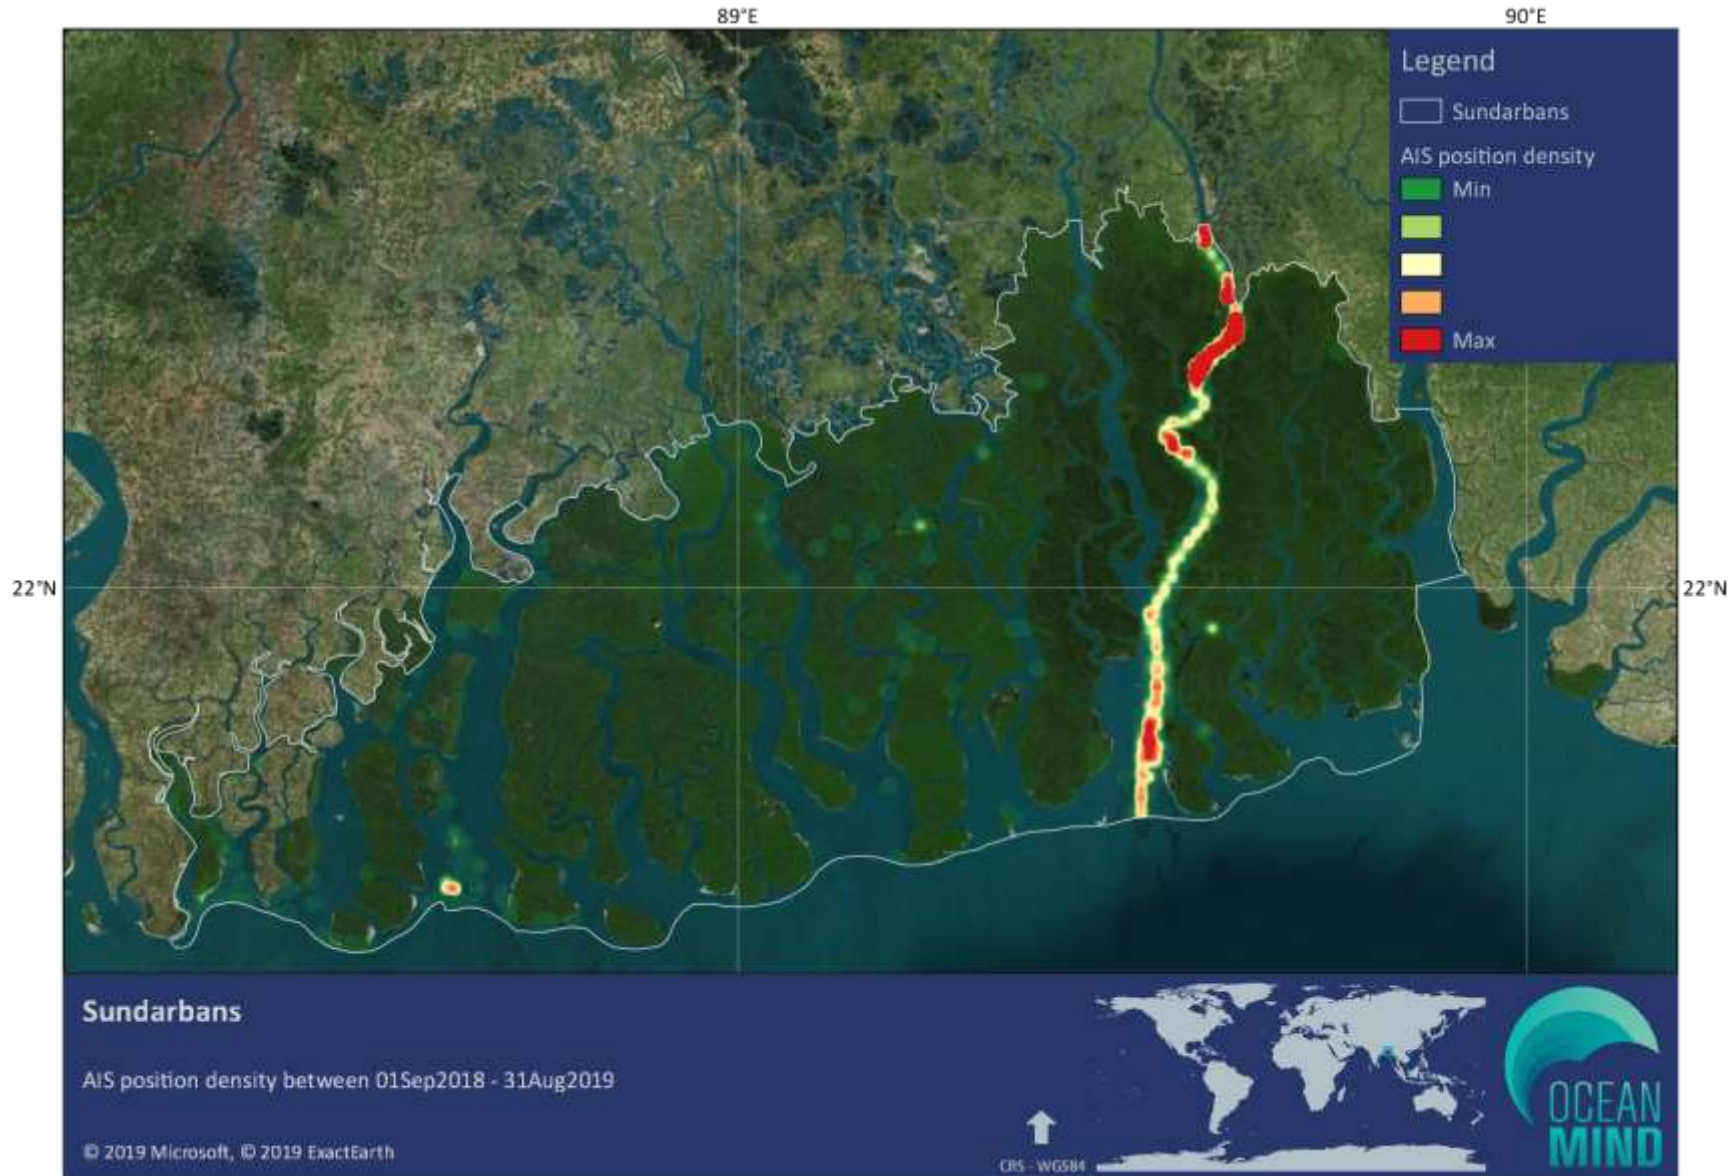 89°E
90°E
Legend
Sundarbans
AIS position density
Min
Max
22°N
22°N
Sundarbans
AIS position density between 01Sep2018 - 31Aug2019
© 2019 Microsoft, © 2019 ExactEarth
CRS - WGS84
OCEAN
MIND